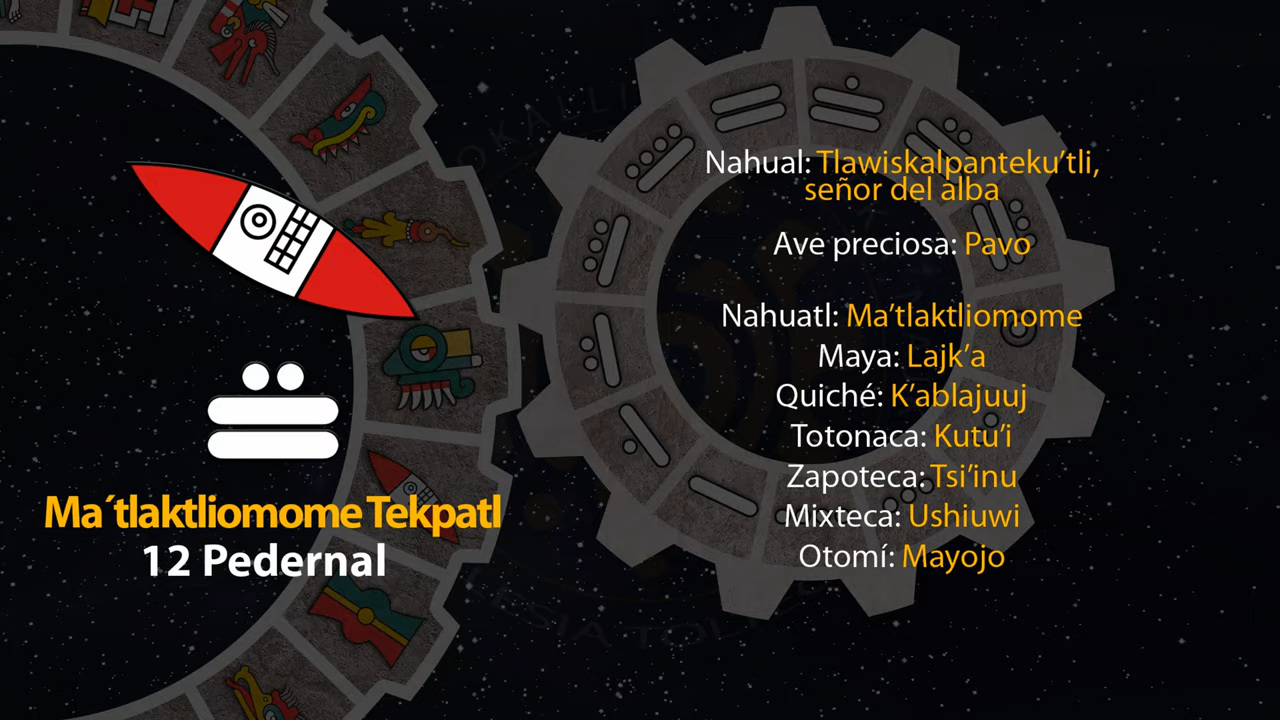 Nahual: Tlawiskalpanteku’tli,
señor del alba
Ave preciosa: Pavo
Nahuatl: Ma’tlaktliomome
Maya: Lajk’a
Quiché: K’ablajuuj
Totonaca: Kutu’i
Zapoteca: Tsi’inu
Mixteca: Ushiuwi
Otomí: Mayojo
Ma´tlaktliomome Tekpatl
12 Pedernal